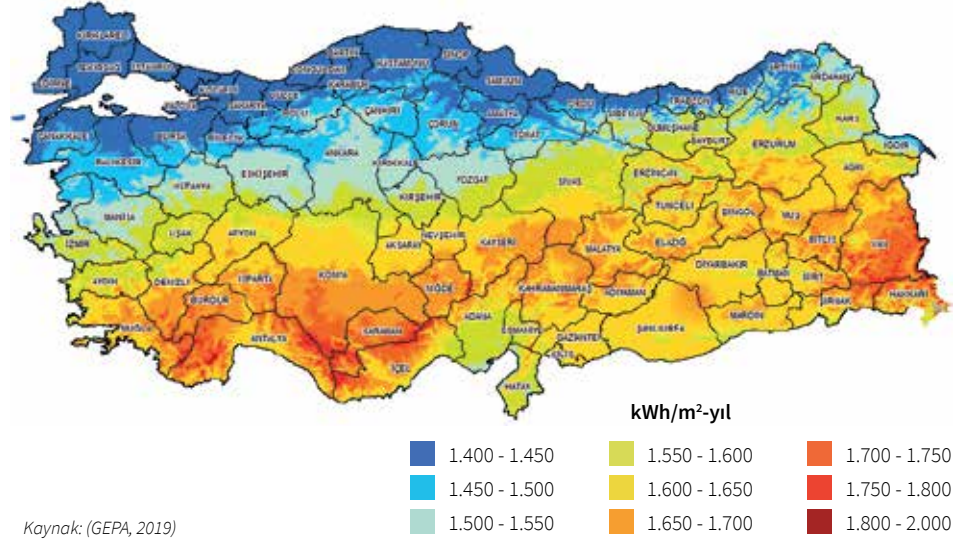 KIRKLARELİ
TEKİRDAĞ
İSTANBUL
EDİRNE
ÇANAKKALE
BURSA
BİLECİK
SAKARYA
BOLU
KARABÜK
KASTAMONU
SİNOP
SAMSUN
ÇANKIRI
ÇORUM
AMASYA
TOKAT
ORDU
TRABZON
RİZE
ARTVİN
ARDAHAN
KARS
IĞDIR
GÜMÜŞHANE
BAYBURT
ERZURUM
BALIKESİR
KÜTAHYA
ESKİŞEHİR
ANKARA
KIRIKKALE
YOZGAT
KIRŞEHİR
SİVAS
ERZİNCAN
TUNCELİ
BİNGÖL
MUŞ
AĞRI
MANİSA
İZMİR
UŞAK
AFYON
AKSARAY
NEVŞEHİR
KAYSERİ
MALATYA
ELAZIĞ
DİYARBAKIR
BATMAN
BİTLİS
VAN
SİİRT
ŞIRNAK
HAKKARİ
AYDIN
DENİZLİ
ISPARTA
BURDUR
KONYA
NİĞDE
KAHRAMANMARAŞ
ADIYAMAN
ŞANLIURFA
MARDİN
MUĞLA
ANTALYA
KARAMAN
İÇEL
ADANA
OSMANİYE
GAZİANTEP
KİLİS
HATAY
kWh/m²-yıl
1.400 - 1.450
1.550 - 1.600
1.700 - 1.750
1.450 - 1.500
1.600 - 1.650
1.750 - 1.800
1.500 - 1.550
1.650 - 1.700
1.800 - 2.000
Kaynak: (GEPA, 2019)